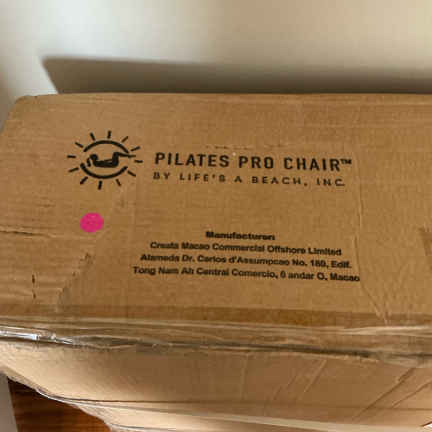 PILATES PRO CHAIR™
BY LIFE'S A BEACH, INC.
Manufacturer:
Creata Macao Commercial Offshore Limited
Alameda Dr. Carlos d'Assumpcao No. 180, Edif.
Tong Nam Ah Central Comercio, 6 andar O, Macao